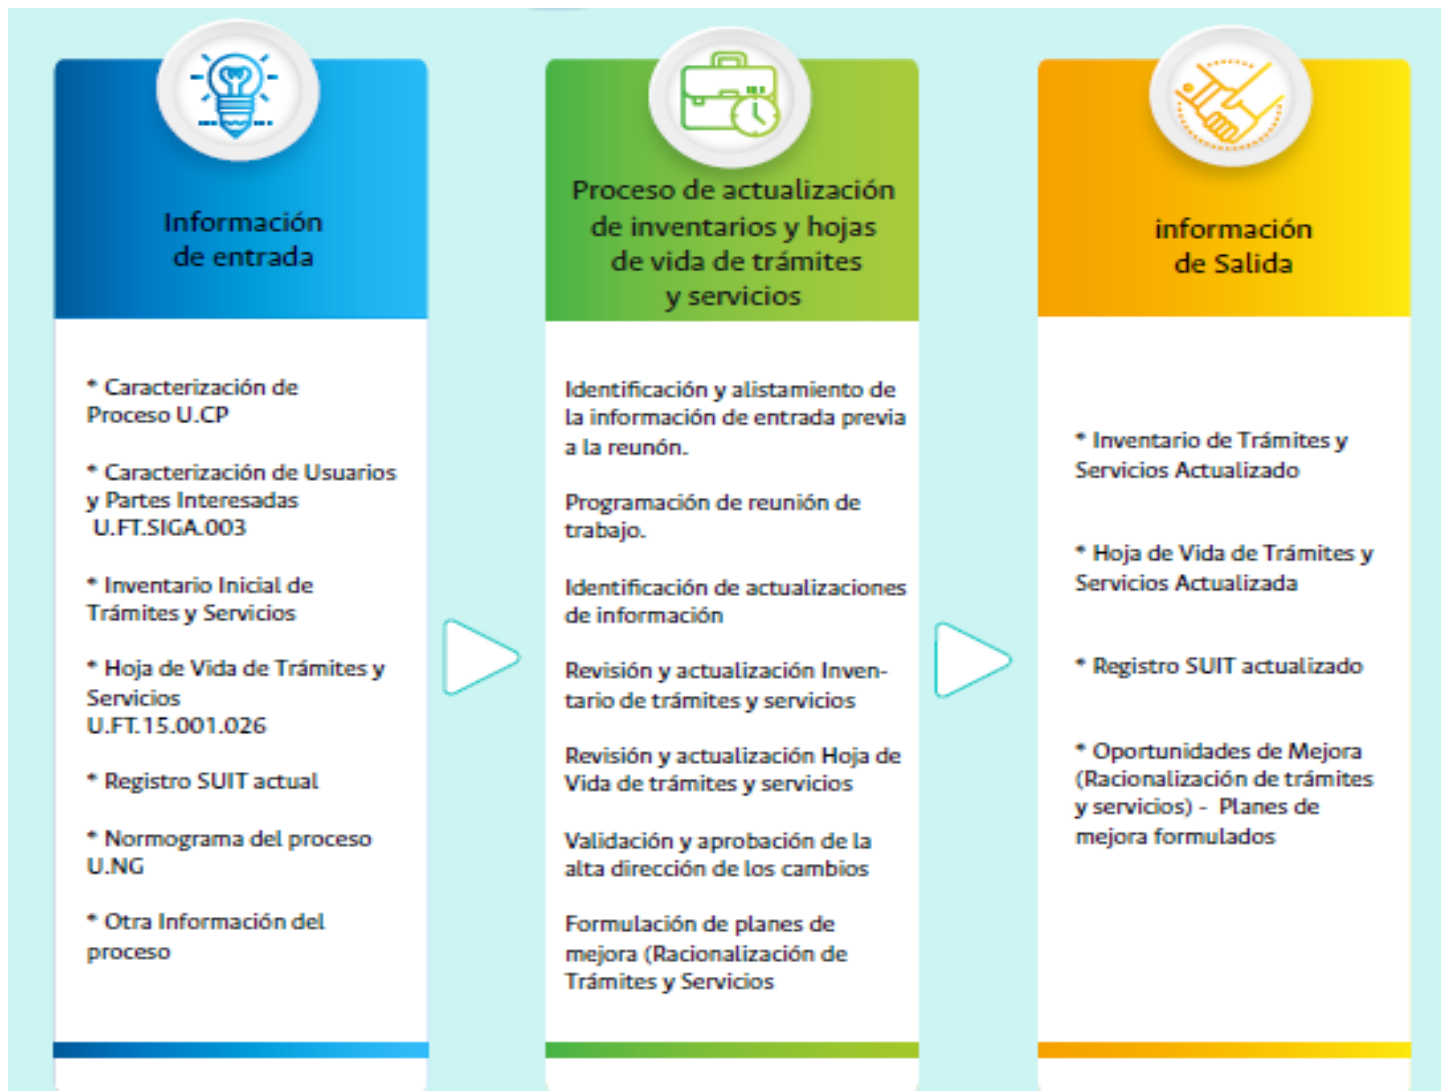 Información
de entrada
* Caracterización de
Proceso U.CP
* Caracterización de Usuarios
y Partes Interesadas
U.FT.SIGA.003
* Inventario Inicial de
Trámites y Servicios
* Hoja de Vida de Trámites y
Servicios
U.FT.15.001.026
* Registro SUIT actual
* Normograma del proceso
U.NG
* Otra Información del
proceso
Proceso de actualización
de inventarios y hojas
de vida de trámites
y servicios
Identificación y alistamiento de
la información de entrada previa
a la reunón.
Programación de reunión de
trabajo.
Identificación de actualizaciones
de información
Revisión y actualización Inven-
tario de trámites y servicios
Revisión y actualización Hoja de
Vida de trámites y servicios
Validación y aprobación de la
alta dirección de los cambios
Formulación de planes de
mejora (Racionalización de
Trámites y Servicios
información
de Salida
* Inventario de Trámites y
Servicios Actualizado
* Hoja de Vida de Trámites y
Servicios Actualizada
* Registro SUIT actualizado
* Oportunidades de Mejora
(Racionalización de trámites
y servicios) - Planes de
mejora formulados